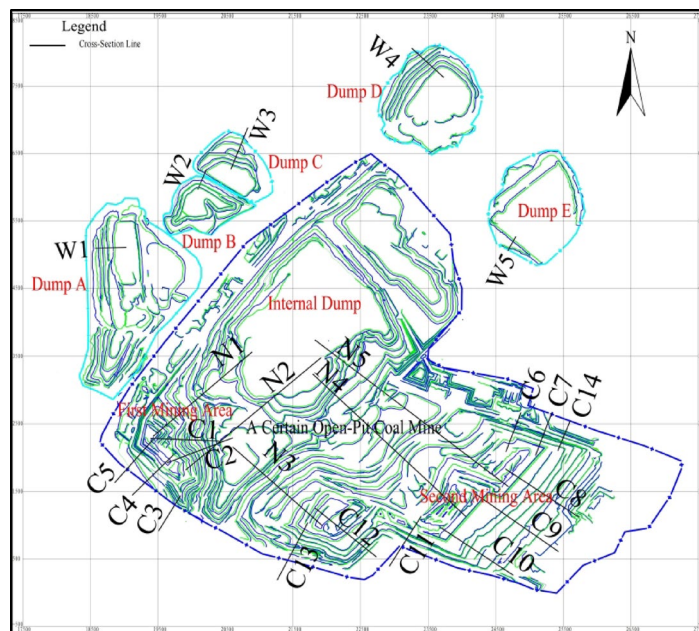 Legend
Cross-Section Line
N
W4
Dump D
W3
W2
Dump C
Dump E
Dump B
W1
W5
Dump A
Internal Dump
N1
N2
N5
N4
C6
C7
C14
First Mining Area
C1
A Certain Open-Pit Coal Mine
C2
N3
C5
C4
C3
Second Mining Area
C8
C9
C12
C13
C11
C10